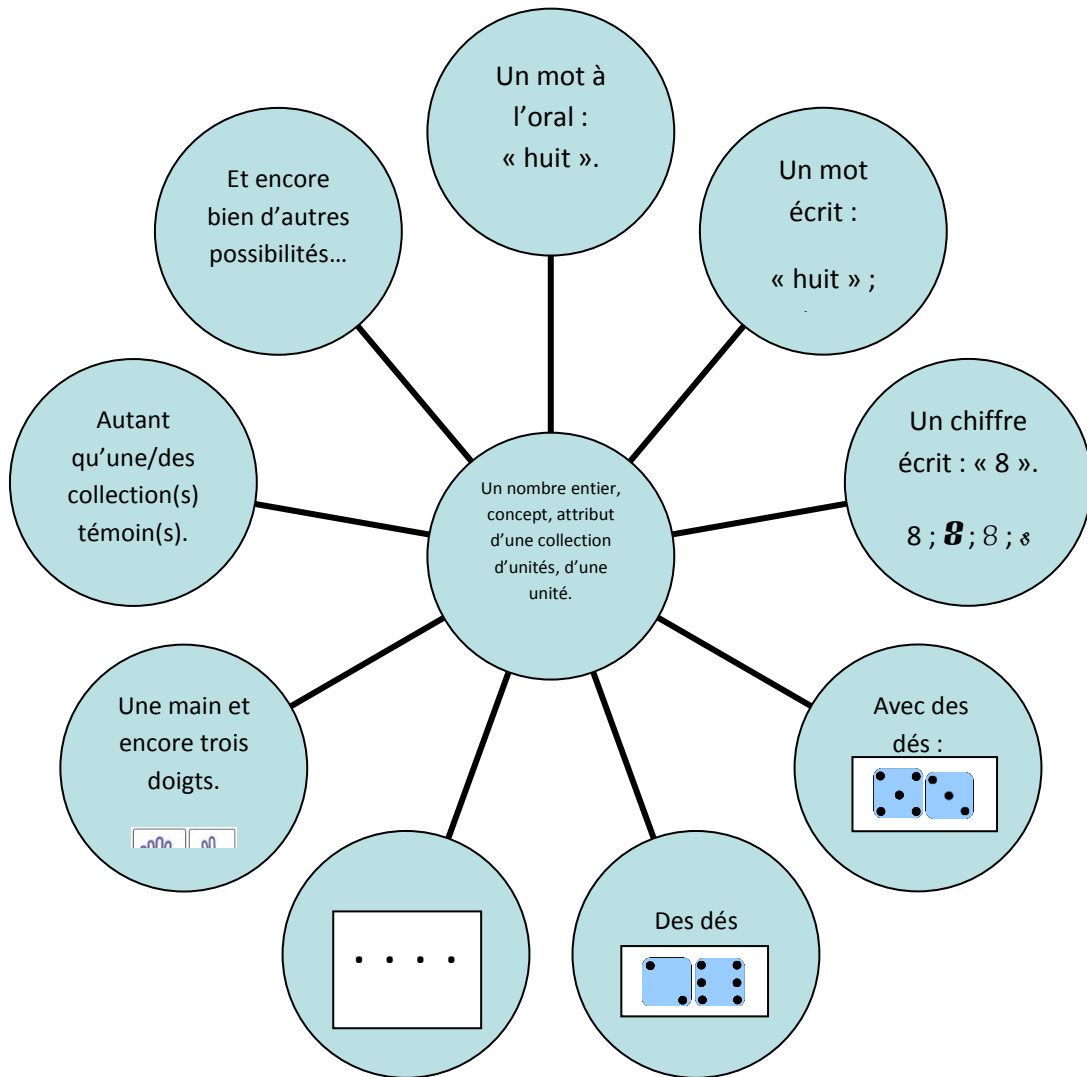 Un mot à
l’oral :
« huit ».
Un mot
écrit :
« huit » ;
Un chiffre
écrit : « 8 ».
8 ; 8 ; 8 ; 8
Avec des
dés :
Des dés
Une main et
encore trois
doigts.
Autant
qu’une/des
collection(s)
témoin(s).
Et encore
bien d’autres
possibilités…
Un nombre entier,
concept, attribut
d’une collection
d’unités, d’une
unité.